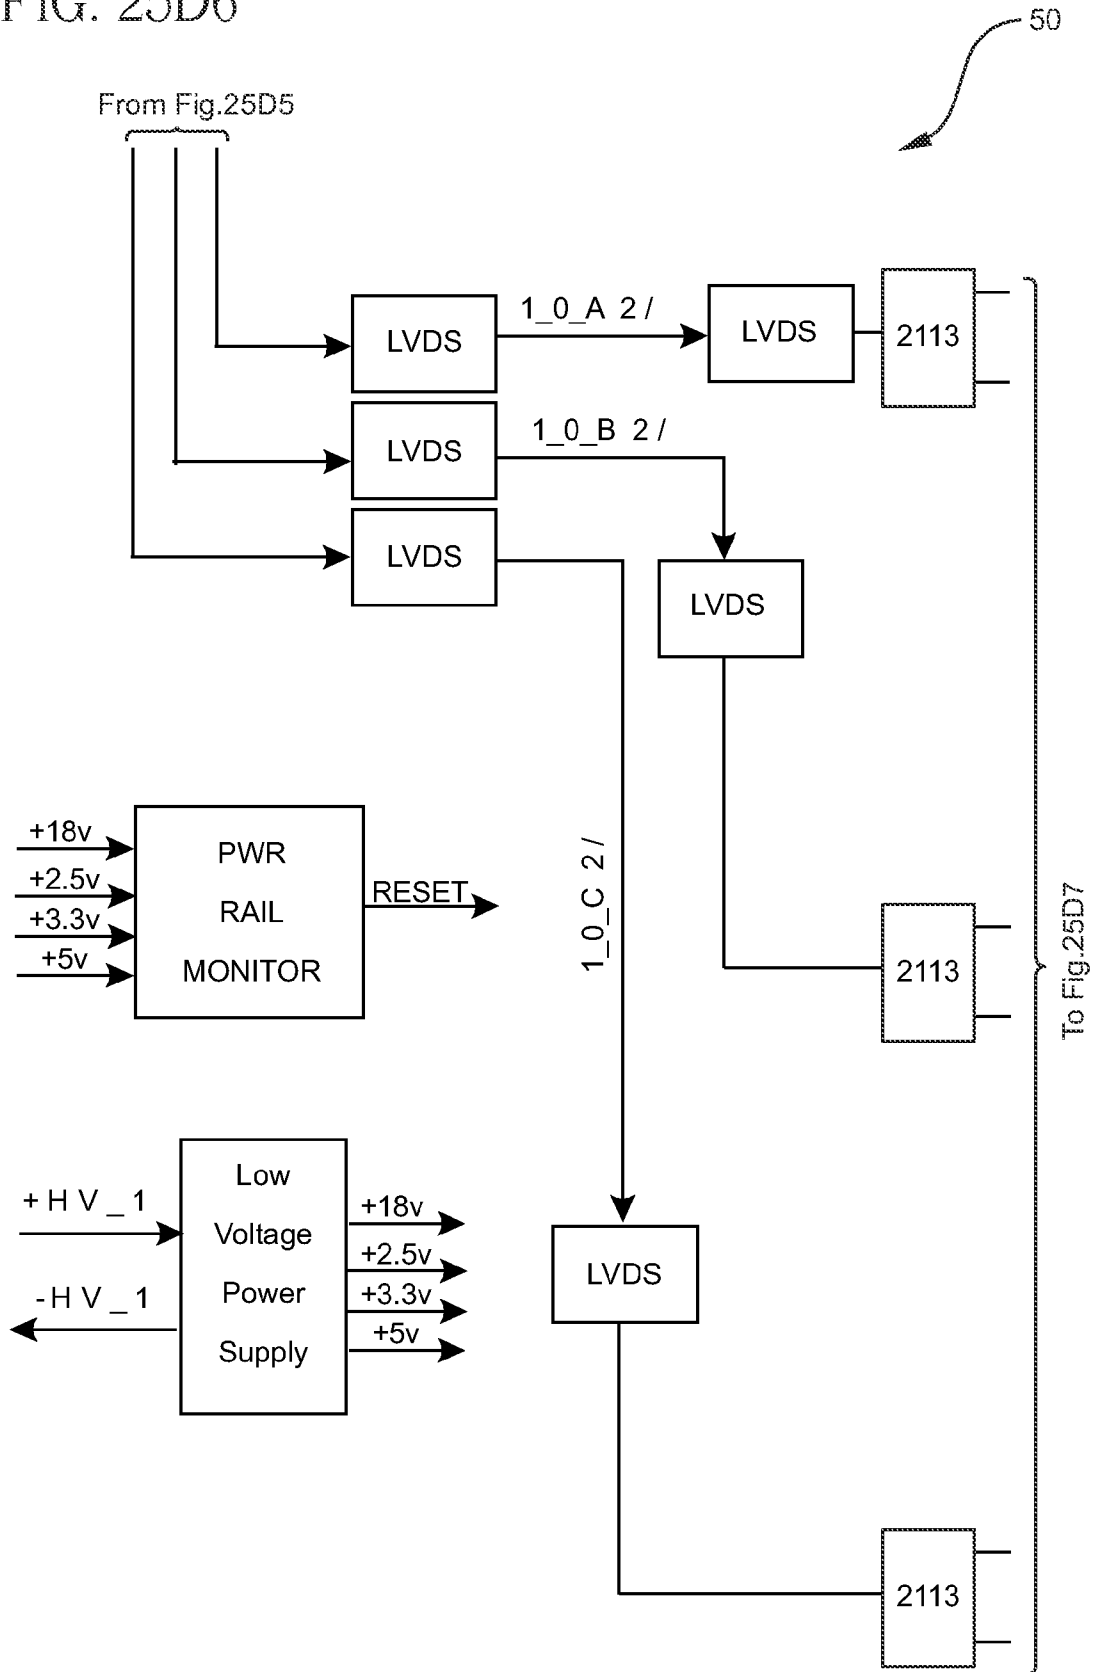 FIG. 25D6
50
From Fig.25D5
LVDS
1_0_A 2 /
LVDS
2113
LVDS
1_0_B 2 /
LVDS
LVDS
1_0_C 2 /
+18v
+2.5v
+3.3v
+5v
PWR
RAIL
MONITOR
RESET
2113
To Fig.25D7
+HV_1
-HV_1
Low
Voltage
Power
Supply
+18v
+2.5v
+3.3v
+5v
LVDS
2113